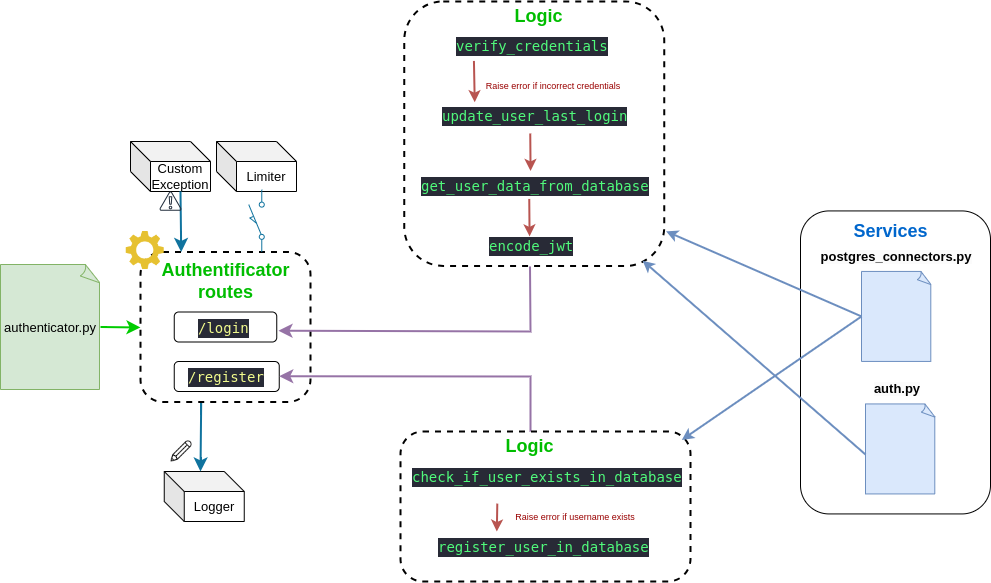 Logic
verify_credentials
Raise error if incorrect credentials
update_user_last_login
get_user_data_from_database
encode_jwt
Custom
Exception
Limiter
Authentificator
routes
/login
/register
authenticator.py
Logger
Logic
check_if_user_exists_in_database
Raise error if username exists
register_user_in_database
Services
postgres_connectors.py
auth.py